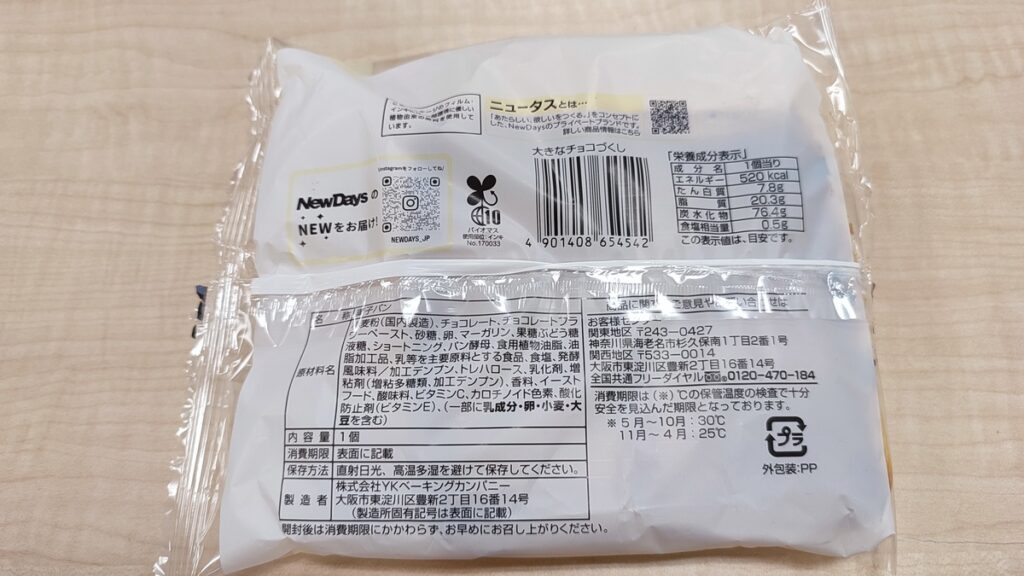 植物由来の
います。
ニュータスとは…
「あたらしい、欲しいをつくる。」をコンセプトに
した、NewDaysのプライベートブランドです。
詳しい商品情報はこちら
Instagramをフォローしてね!
NewDaysの
NEWをお届け!
NEWDAYS_JP
10
バイオマス
使用部位:インキ
No.170033
大きなチョコづくし
4 901408 654542
「栄養成分表示」
成分名 1個当り
エネルギー 520 kcal
たん白質 7.8g
脂質 20.3g
炭水化物 76.4g
食塩相当量 0.5g
この表示値は、目安です。
名
チパン
原材料名
麦粉(国内製造)、チョコレート、チョコレートフラ
ワーペースト、砂糖、卵、マーガリン、果糖ぶどう糖
液糖、ショートニング、パン酵母、食用植物油脂、油
脂加工品、乳等を主要原料とする食品、食塩、発酵
風味料/加工デンプン、トレハロース、乳化剤、増
粘剤(増粘多糖類、加工デンプン)、香料、イースト
フード、酸味料、ビタミンC、カロチノイド色素、酸化
防止剤(ビタミンE)、(一部に乳成分・卵・小麦・大
豆を含む)
内容量 1個
消費期限 表面に記載
保存方法 直射日光、高温多湿を避けて保存してください。
製造者
株式会社YKベーキングカンパニー
大阪市東淀川区豊新2丁目16番14号
(製造所固有記号は表面に記載)
開封後は消費期限にかかわらず、お早めにお召し上がりください。
お客様センター
関東地区 〒243-0427
神奈川県海老名市杉久保南1丁目2番1号
関西地区 〒533-0014
大阪市東淀川区豊新2丁目16番14号
全国共通フリーダイヤル 0120-470-184
消費期限は(※)℃の保管温度の検査で十分
安全を見込んだ期限となっております。
※5月~10月:30℃
11月~4月:25℃
プラ
外包装:PP